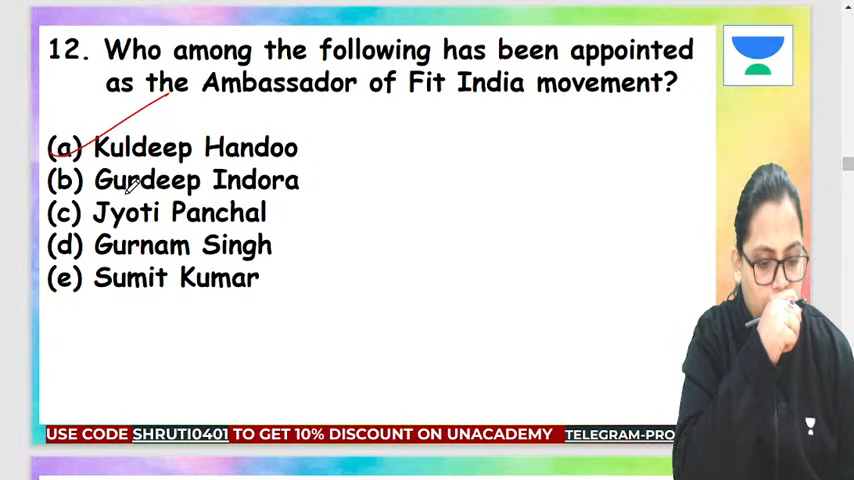 12. Who among the following has been appointed
as the Ambassador of Fit India movement?
(a) Kuldeep Handoo
(b) Gurdeep Indora
(c) Jyoti Panchal
(d) Gurnam Singh
(e) Sumit Kumar
USE CODE SHRUTI0401 TO GET 10% DISCOUNT ON UNACADEMY TELEGRAM-PRO